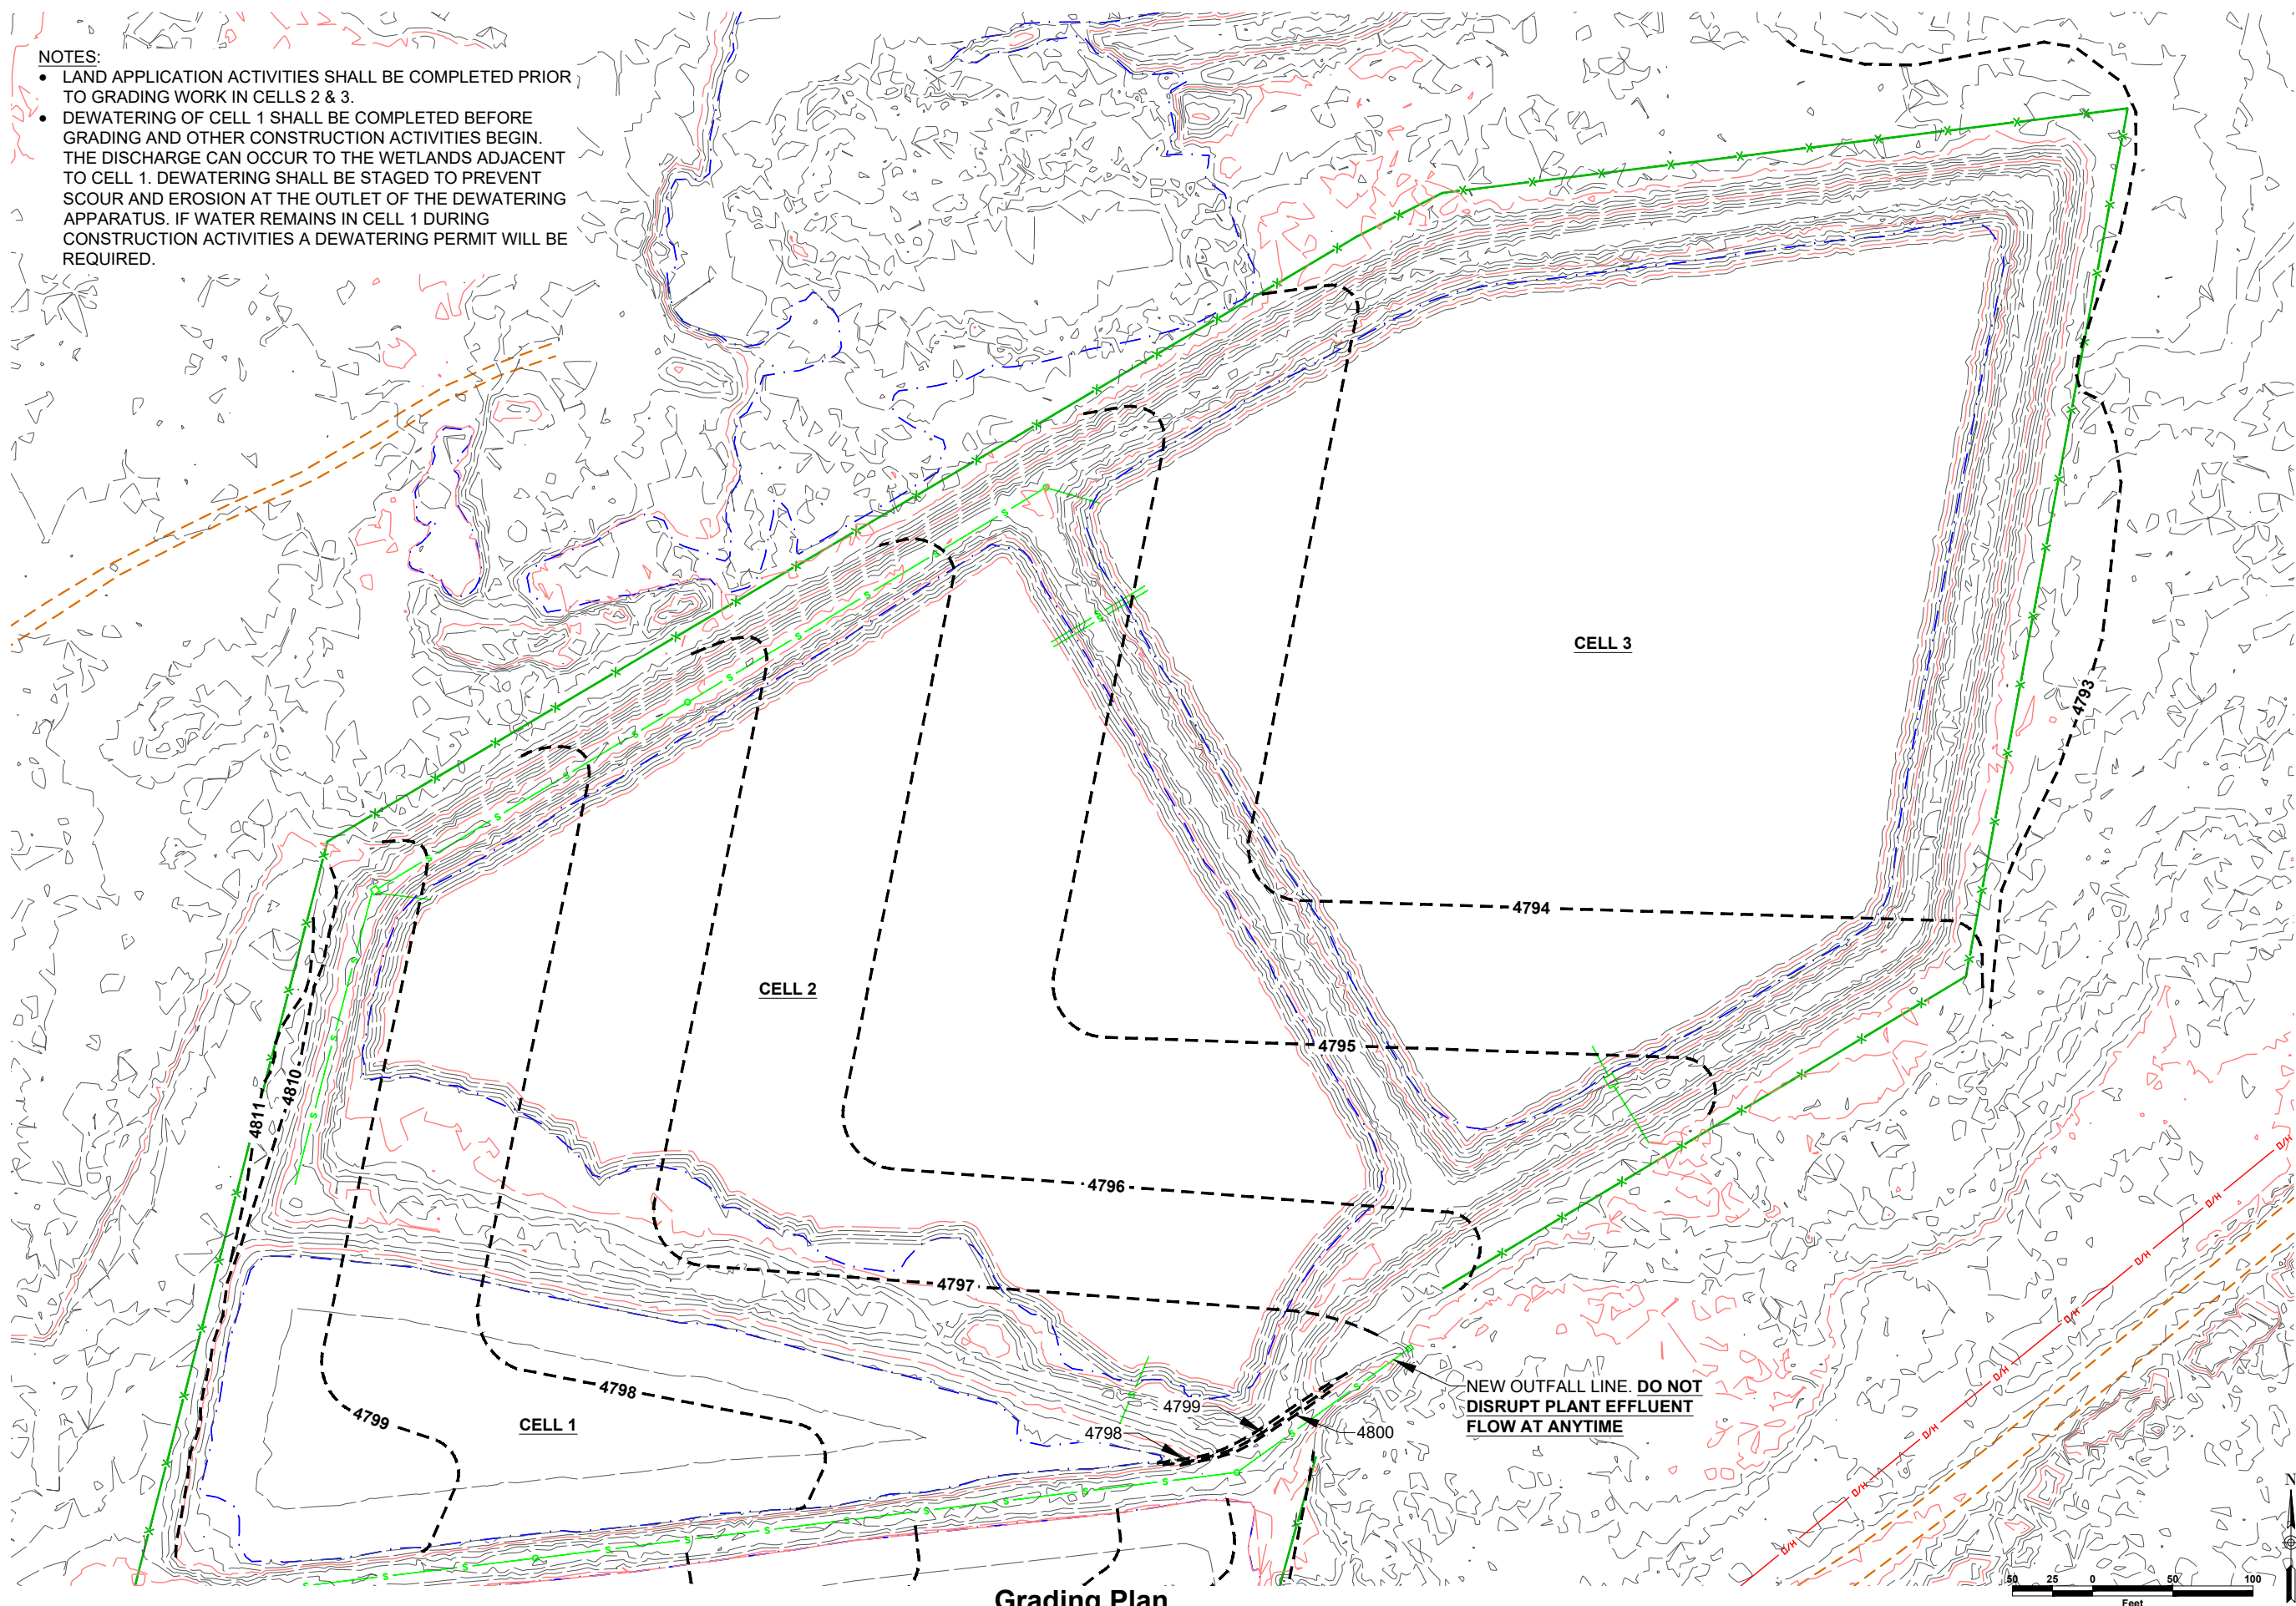 NOTES:
• LAND APPLICATION ACTIVITIES SHALL BE COMPLETED PRIOR
TO GRADING WORK IN CELLS 2 & 3.
• DEWATERING OF CELL 1 SHALL BE COMPLETED BEFORE
GRADING AND OTHER CONSTRUCTION ACTIVITIES BEGIN.
THE DISCHARGE CAN OCCUR TO THE WETLANDS ADJACENT
TO CELL 1. DEWATERING SHALL BE STAGED TO PREVENT
SCOUR AND EROSION AT THE OUTLET OF THE DEWATERING
APPARATUS. IF WATER REMAINS IN CELL 1 DURING
CONSTRUCTION ACTIVITIES A DEWATERING PERMIT WILL BE
REQUIRED.
CELL 3
4793
4794
CELL 2
4795
4810
4811
4796
4797
4798
4799
CELL 1
4799
4798
4800
NEW OUTFALL LINE. DO NOT
DISRUPT PLANT EFFLUENT
FLOW AT ANYTIME
S S S S S S S S S S S S S S S S S S S S S S S S
D/H D/H D/H D/H D/H D/H D/H D/H
N
50 25 0 50 100
Feet
Grading Plan